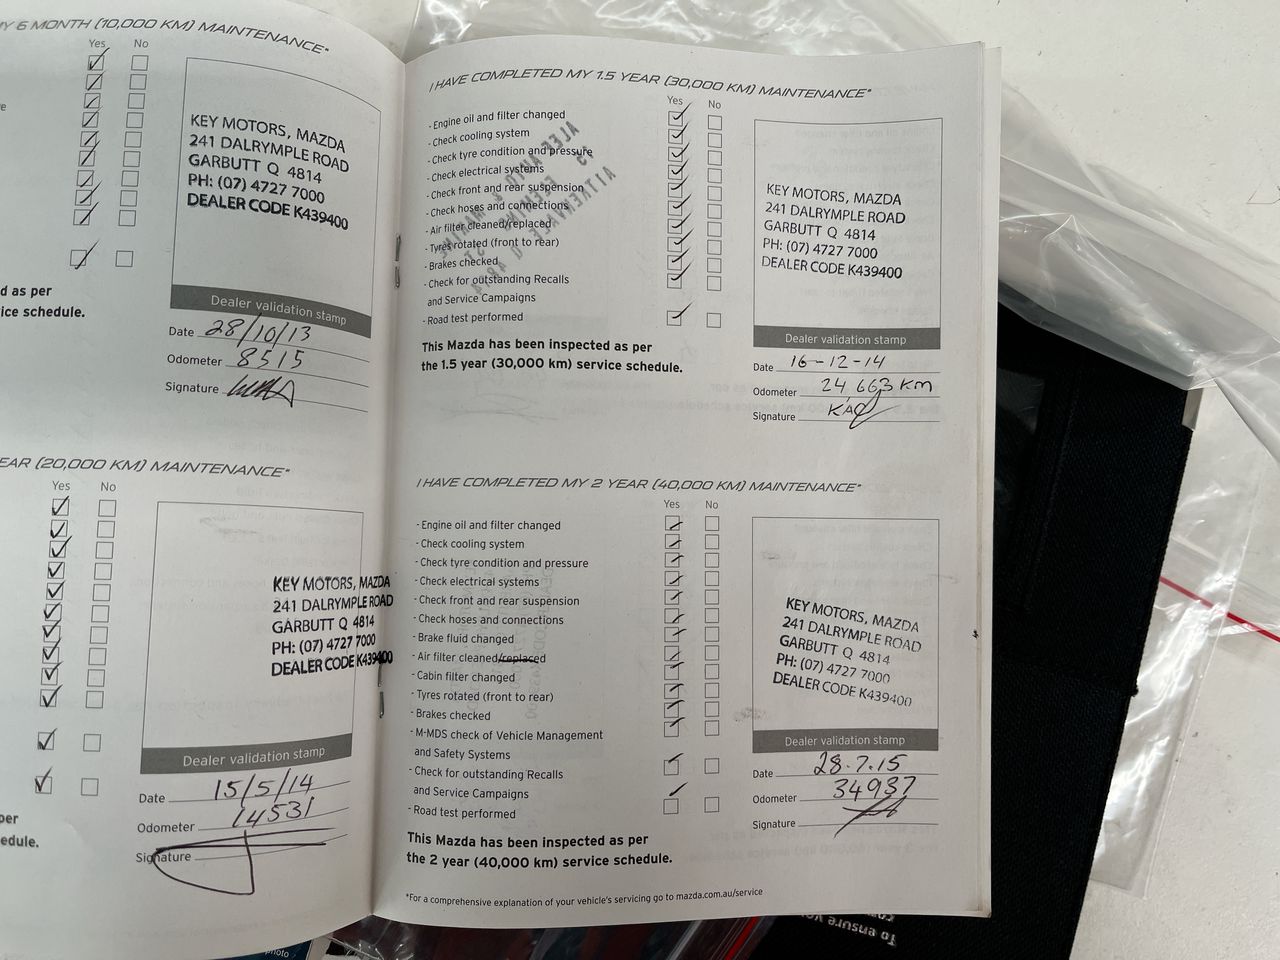 MY 6 MONTH (10,000 KM) MAINTENANCE*
Yes No
KEY MOTORS, MAZDA
241 DALRYMPLE ROAD
GARBUTT Q 4814
PH: (07) 4727 7000
DEALER CODE K439400
d as per
ice schedule.
Dealer validation stamp
Date 28/10/13
Odometer 8515
Signature
EAR (20,000 KM) MAINTENANCE*
Yes No
KEY MOTORS, MAZDA
241 DALRYMPLE ROAD
GARBUTT Q 4814
PH: (07) 4727 7000
DEALER CODE K439400
per
edule.
Dealer validation stamp
Date 15/5/14
Odometer 14531
Signature
I HAVE COMPLETED MY 1.5 YEAR (30,000 KM) MAINTENANCE*
Yes No
- Engine oil and filter changed
- Check cooling system
- Check tyre condition and pressure
- Check electrical systems
- Check front and rear suspension
- Check hoses and connections
- Air filter cleaned/replaced
- Tyres rotated (front to rear)
- Brakes checked
- Check for outstanding Recalls
and Service Campaigns
- Road test performed
This Mazda has been inspected as per
the 1.5 year (30,000 km) service schedule.
KEY MOTORS, MAZDA
241 DALRYMPLE ROAD
GARBUTT Q 4814
PH: (07) 4727 7000
DEALER CODE K439400
Dealer validation stamp
Date 16-12-14
Odometer 24,663 KM
Signature
I HAVE COMPLETED MY 2 YEAR (40,000 KM) MAINTENANCE*
Yes No
- Engine oil and filter changed
- Check cooling system
- Check tyre condition and pressure
- Check electrical systems
- Check front and rear suspension
- Check hoses and connections
- Brake fluid changed
- Air filter cleaned/replaced
- Cabin filter changed
- Tyres rotated (front to rear)
- Brakes checked
- M-MDS check of Vehicle Management
and Safety Systems
- Check for outstanding Recalls
and Service Campaigns
- Road test performed
This Mazda has been inspected as per
the 2 year (40,000 km) service schedule.
KEY MOTORS, MAZDA
241 DALRYMPLE ROAD
GARBUTT Q 4814
PH: (07) 4727 7000
DEALER CODE K439400
Dealer validation stamp
Date 28.7.15
Odometer 34937
Signature
*For a comprehensive explanation of your vehicle's servicing go to mazda.com.au/service
photo
To ensure